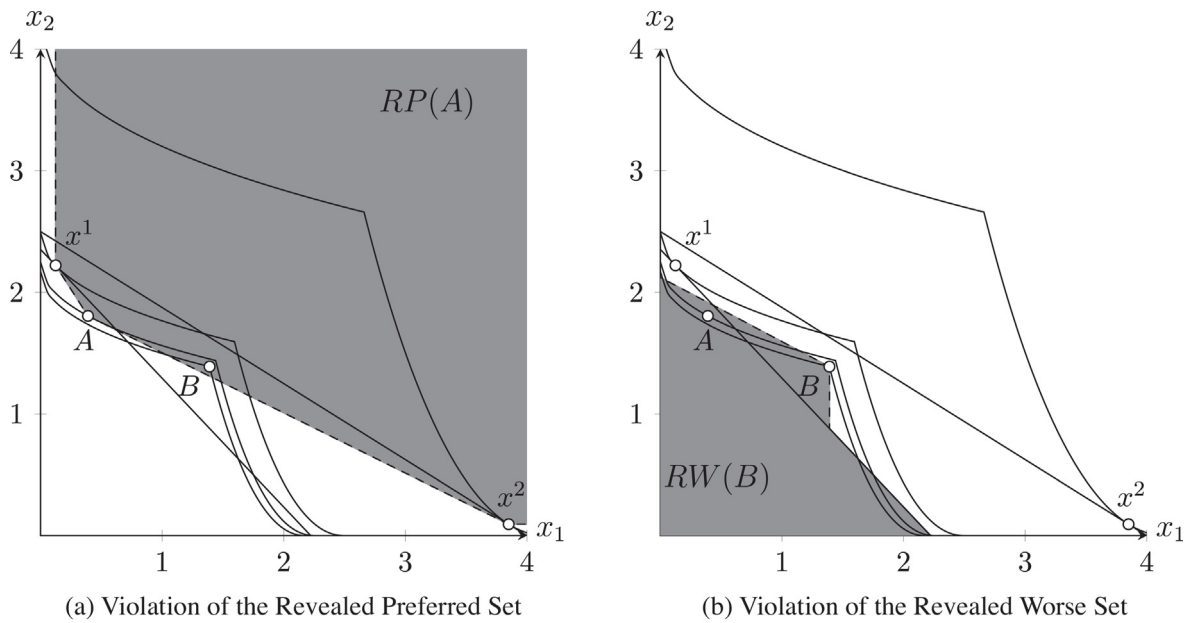 x2
4
RP(A)
3
x1
2
A
B
1
x2
x1
1 2 3 4
(a) Violation of the Revealed Preferred Set
x2
4
3
x1
2
A
B
1
RW(B)
x2
x1
1 2 3 4
(b) Violation of the Revealed Worse Set